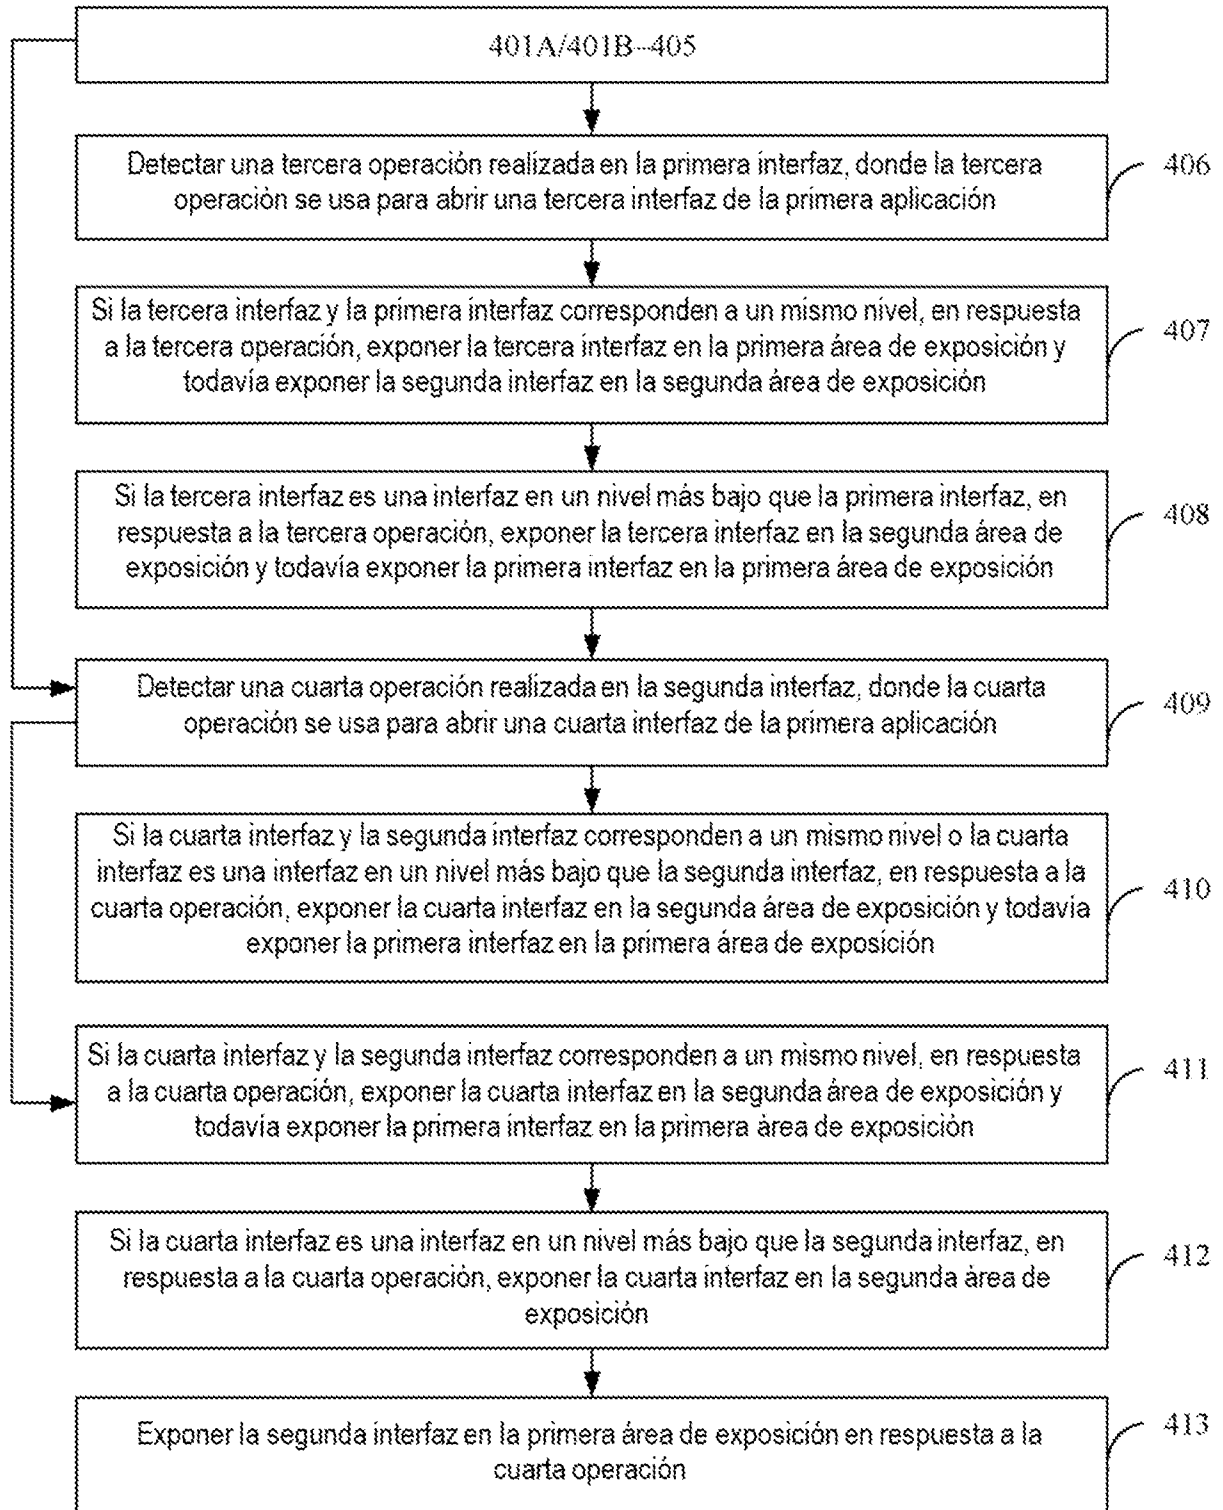 401A/401B--405
Detectar una tercera operación realizada en la primera interfaz, donde la tercera
operación se usa para abrir una tercera interfaz de la primera aplicación
406
Si la tercera interfaz y la primera interfaz corresponden a un mismo nivel, en respuesta
a la tercera operación, exponer la tercera interfaz en la primera área de exposición y
todavía exponer la segunda interfaz en la segunda área de exposición
407
Si la tercera interfaz es una interfaz en un nivel más bajo que la primera interfaz, en
respuesta a la tercera operación, exponer la tercera interfaz en la segunda área de
exposición y todavía exponer la primera interfaz en la primera área de exposición
408
Detectar una cuarta operación realizada en la segunda interfaz, donde la cuarta
operación se usa para abrir una cuarta interfaz de la primera aplicación
409
Si la cuarta interfaz y la segunda interfaz corresponden a un mismo nivel o la cuarta
interfaz es una interfaz en un nivel más bajo que la segunda interfaz, en respuesta a la
cuarta operación, exponer la cuarta interfaz en la segunda área de exposición y todavía
exponer la primera interfaz en la primera área de exposición
410
Si la cuarta interfaz y la segunda interfaz corresponden a un mismo nivel, en respuesta
a la cuarta operación, exponer la cuarta interfaz en la segunda área de exposición y
todavía exponer la primera interfaz en la primera área de exposición
411
Si la cuarta interfaz es una interfaz en un nivel más bajo que la segunda interfaz, en
respuesta a la cuarta operación, exponer la cuarta interfaz en la segunda área de
exposición
412
Exponer la segunda interfaz en la primera área de exposición en respuesta a la
cuarta operación
413